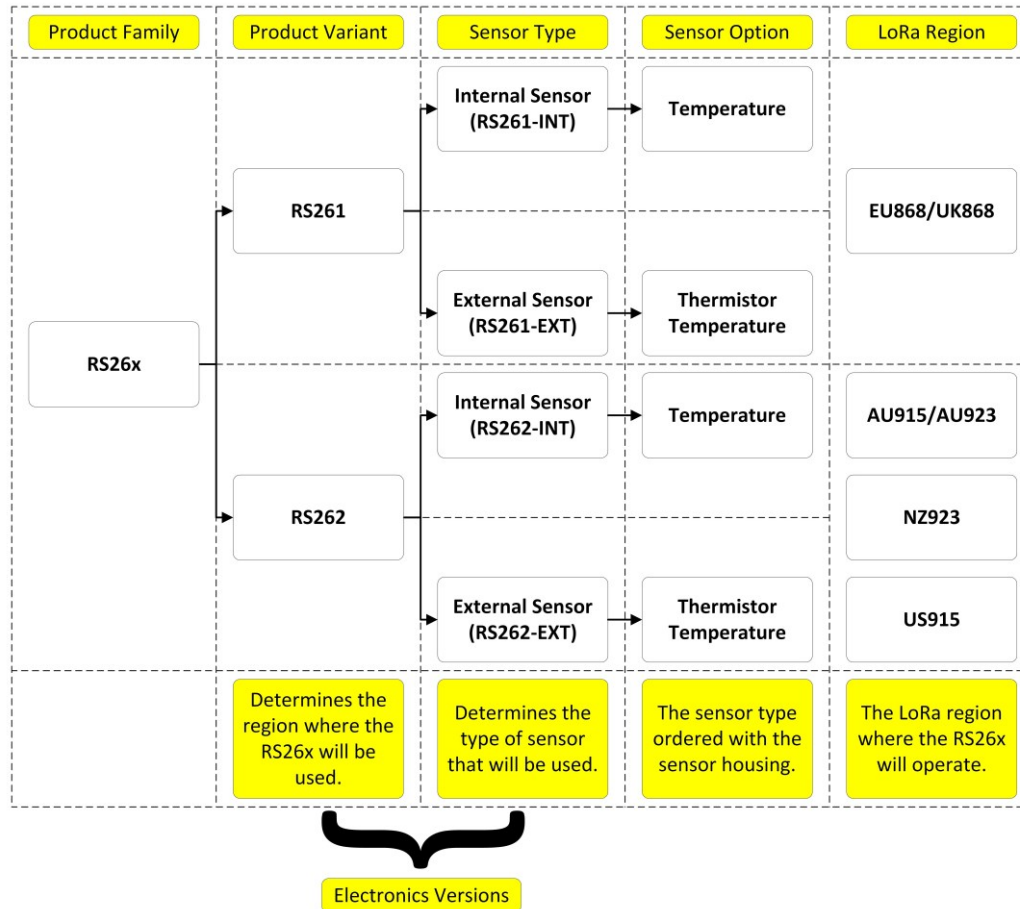 Product Family
Product Variant
Sensor Type
Sensor Option
LoRa Region
Internal Sensor
(RS261-INT)
Temperature
RS261
EU868/UK868
External Sensor
(RS261-EXT)
Thermistor
Temperature
RS26x
Internal Sensor
(RS262-INT)
Temperature
AU915/AU923
RS262
NZ923
External Sensor
(RS262-EXT)
Thermistor
Temperature
US915
Determines the
region where the
RS26x will be
used.
Determines the
type of sensor
that will be used.
The sensor type
ordered with the
sensor housing.
The LoRa region
where the RS26x
will operate.
Electronics Versions